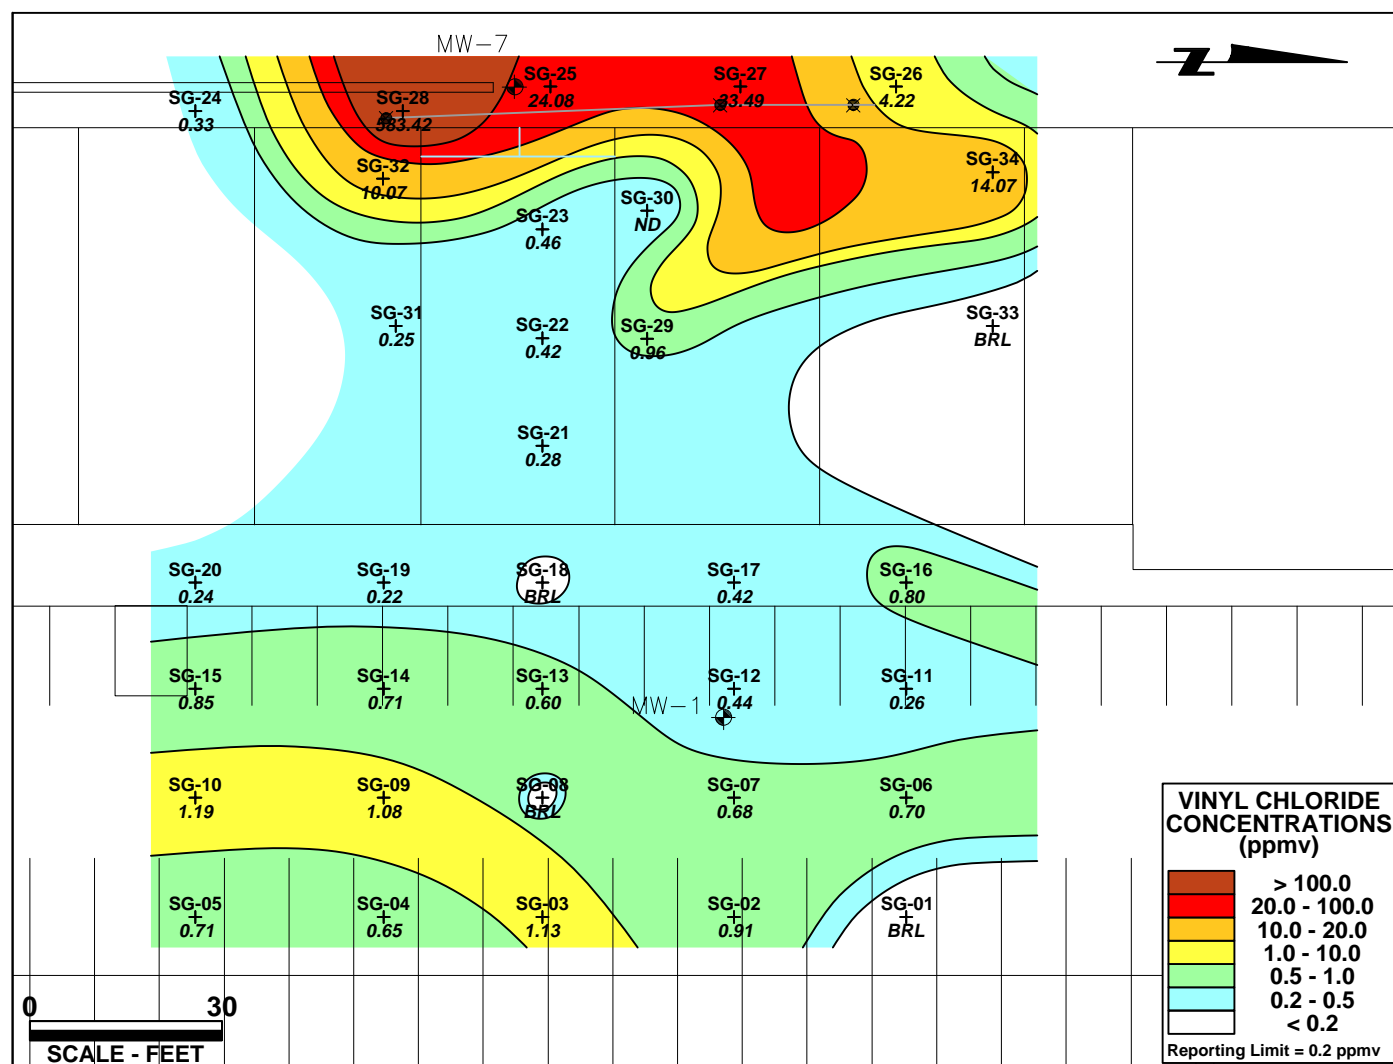 MW-7
Z
SG-25
24.08
SG-27
SG-26
4.22
SG-24
0.33
SG-28
583.42
SG-32
10.07
SG-34
14.07
SG-30
ND
SG-23
0.46
SG-31
0.25
SG-22
0.42
SG-29
0.96
SG-33
BRL
SG-21
0.28
SG-20
0.24
SG-19
0.22
SG-18
BRL
SG-17
0.42
SG-16
0.80
SG-15
0.85
SG-14
0.71
SG-13
0.60
SG-12
0.44
SG-11
0.26
MW-1
SG-10
1.19
SG-09
1.08
SG-08
BRL
SG-07
0.68
SG-06
0.70
SG-05
0.71
SG-04
0.65
SG-03
1.13
SG-02
0.91
SG-01
BRL
0 30
SCALE - FEET
VINYL CHLORIDE
CONCENTRATIONS
(ppmv)
> 100.0
20.0 - 100.0
10.0 - 20.0
1.0 - 10.0
0.5 - 1.0
0.2 - 0.5
< 0.2
Reporting Limit = 0.2 ppmv